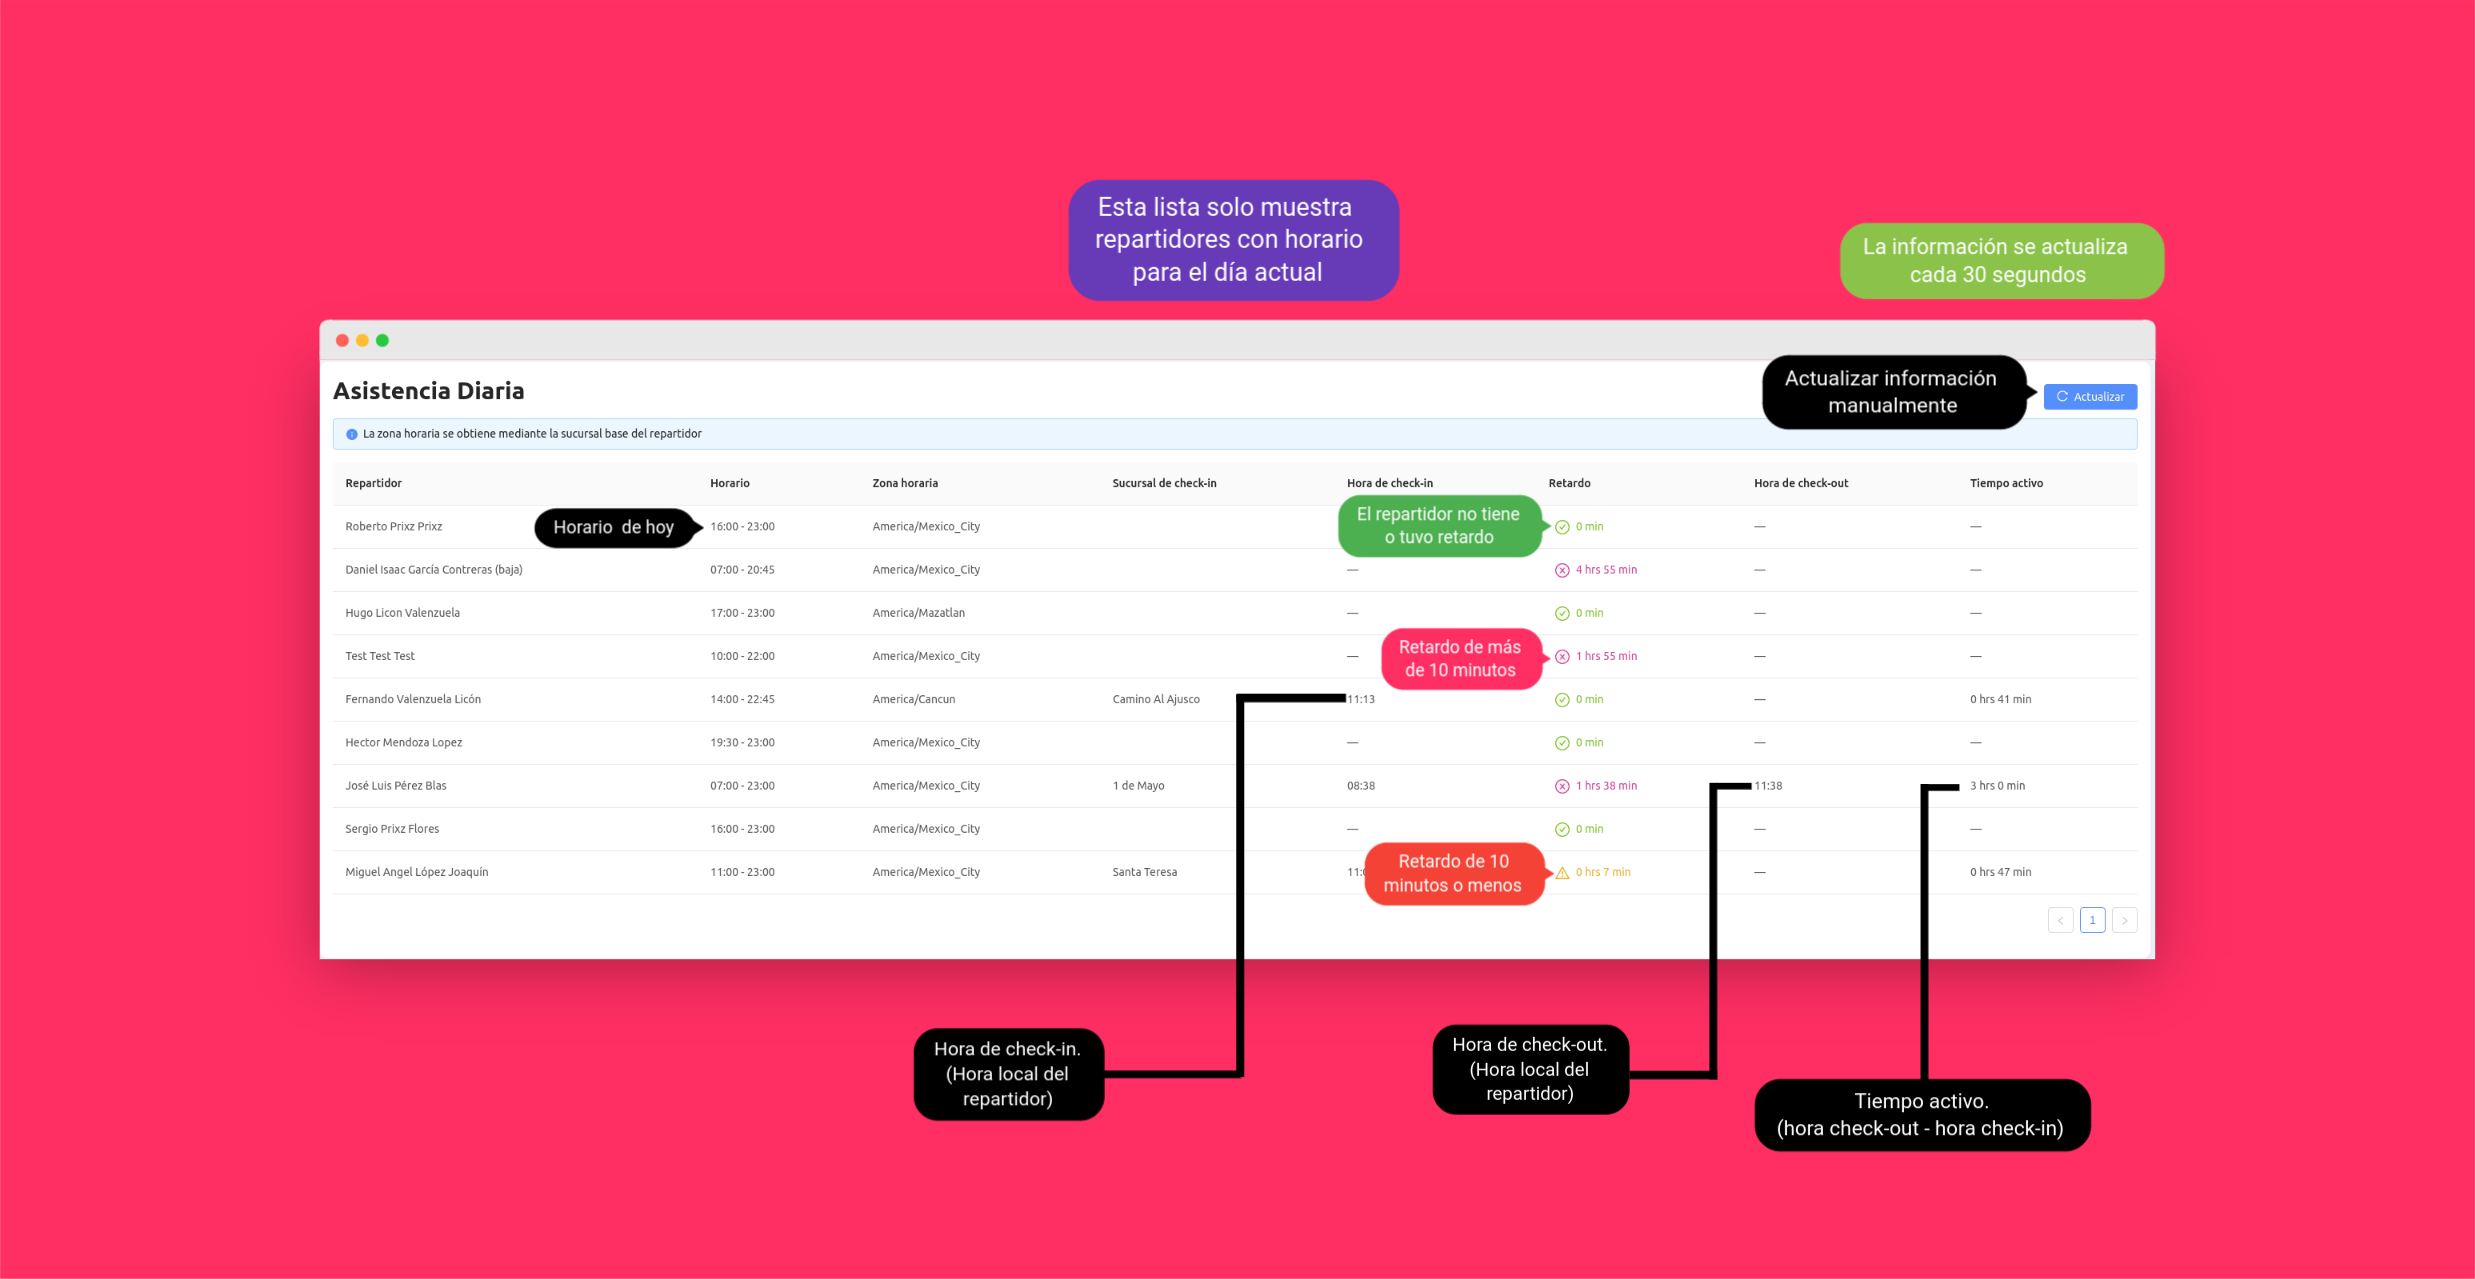 Esta lista solo muestra
repartidores con horario
para el día actual
La información se actualiza
cada 30 segundos
Asistencia Diaria
Actualizar información
manualmente
Actualizar
La zona horaria se obtiene mediante la sucursal base del repartidor
Repartidor Horario Zona horaria Sucursal de check-in Hora de check-in Retardo Hora de check-out Tiempo activo
El repartidor no tiene
o tuvo retardo
Roberto Prixz Prixz Horario de hoy 16:00 - 23:00 America/Mexico_City 0 min — —
Daniel Isaac García Contreras (baja) 07:00 - 20:45 America/Mexico_City — 4 hrs 55 min — —
Hugo Licon Valenzuela 17:00 - 23:00 America/Mazatlan — 0 min — —
Retardo de más
de 10 minutos
Test Test Test 10:00 - 22:00 America/Mexico_City — 1 hrs 55 min — —
Fernando Valenzuela Licón 14:00 - 22:45 America/Cancun Camino Al Ajusco 11:13 0 min — 0 hrs 41 min
Hector Mendoza Lopez 19:30 - 23:00 America/Mexico_City — 0 min — —
José Luis Pérez Blas 07:00 - 23:00 America/Mexico_City 1 de Mayo 08:38 1 hrs 38 min 11:38 3 hrs 0 min
Sergio Prixz Flores 16:00 - 23:00 America/Mexico_City — 0 min — —
Retardo de 10
minutos o menos
Miguel Angel López Joaquín 11:00 - 23:00 America/Mexico_City Santa Teresa 0 hrs 7 min — 0 hrs 47 min
< 1 >
Hora de check-in.
(Hora local del
repartidor)
Hora de check-out.
(Hora local del
repartidor)
Tiempo activo.
(hora check-out - hora check-in)